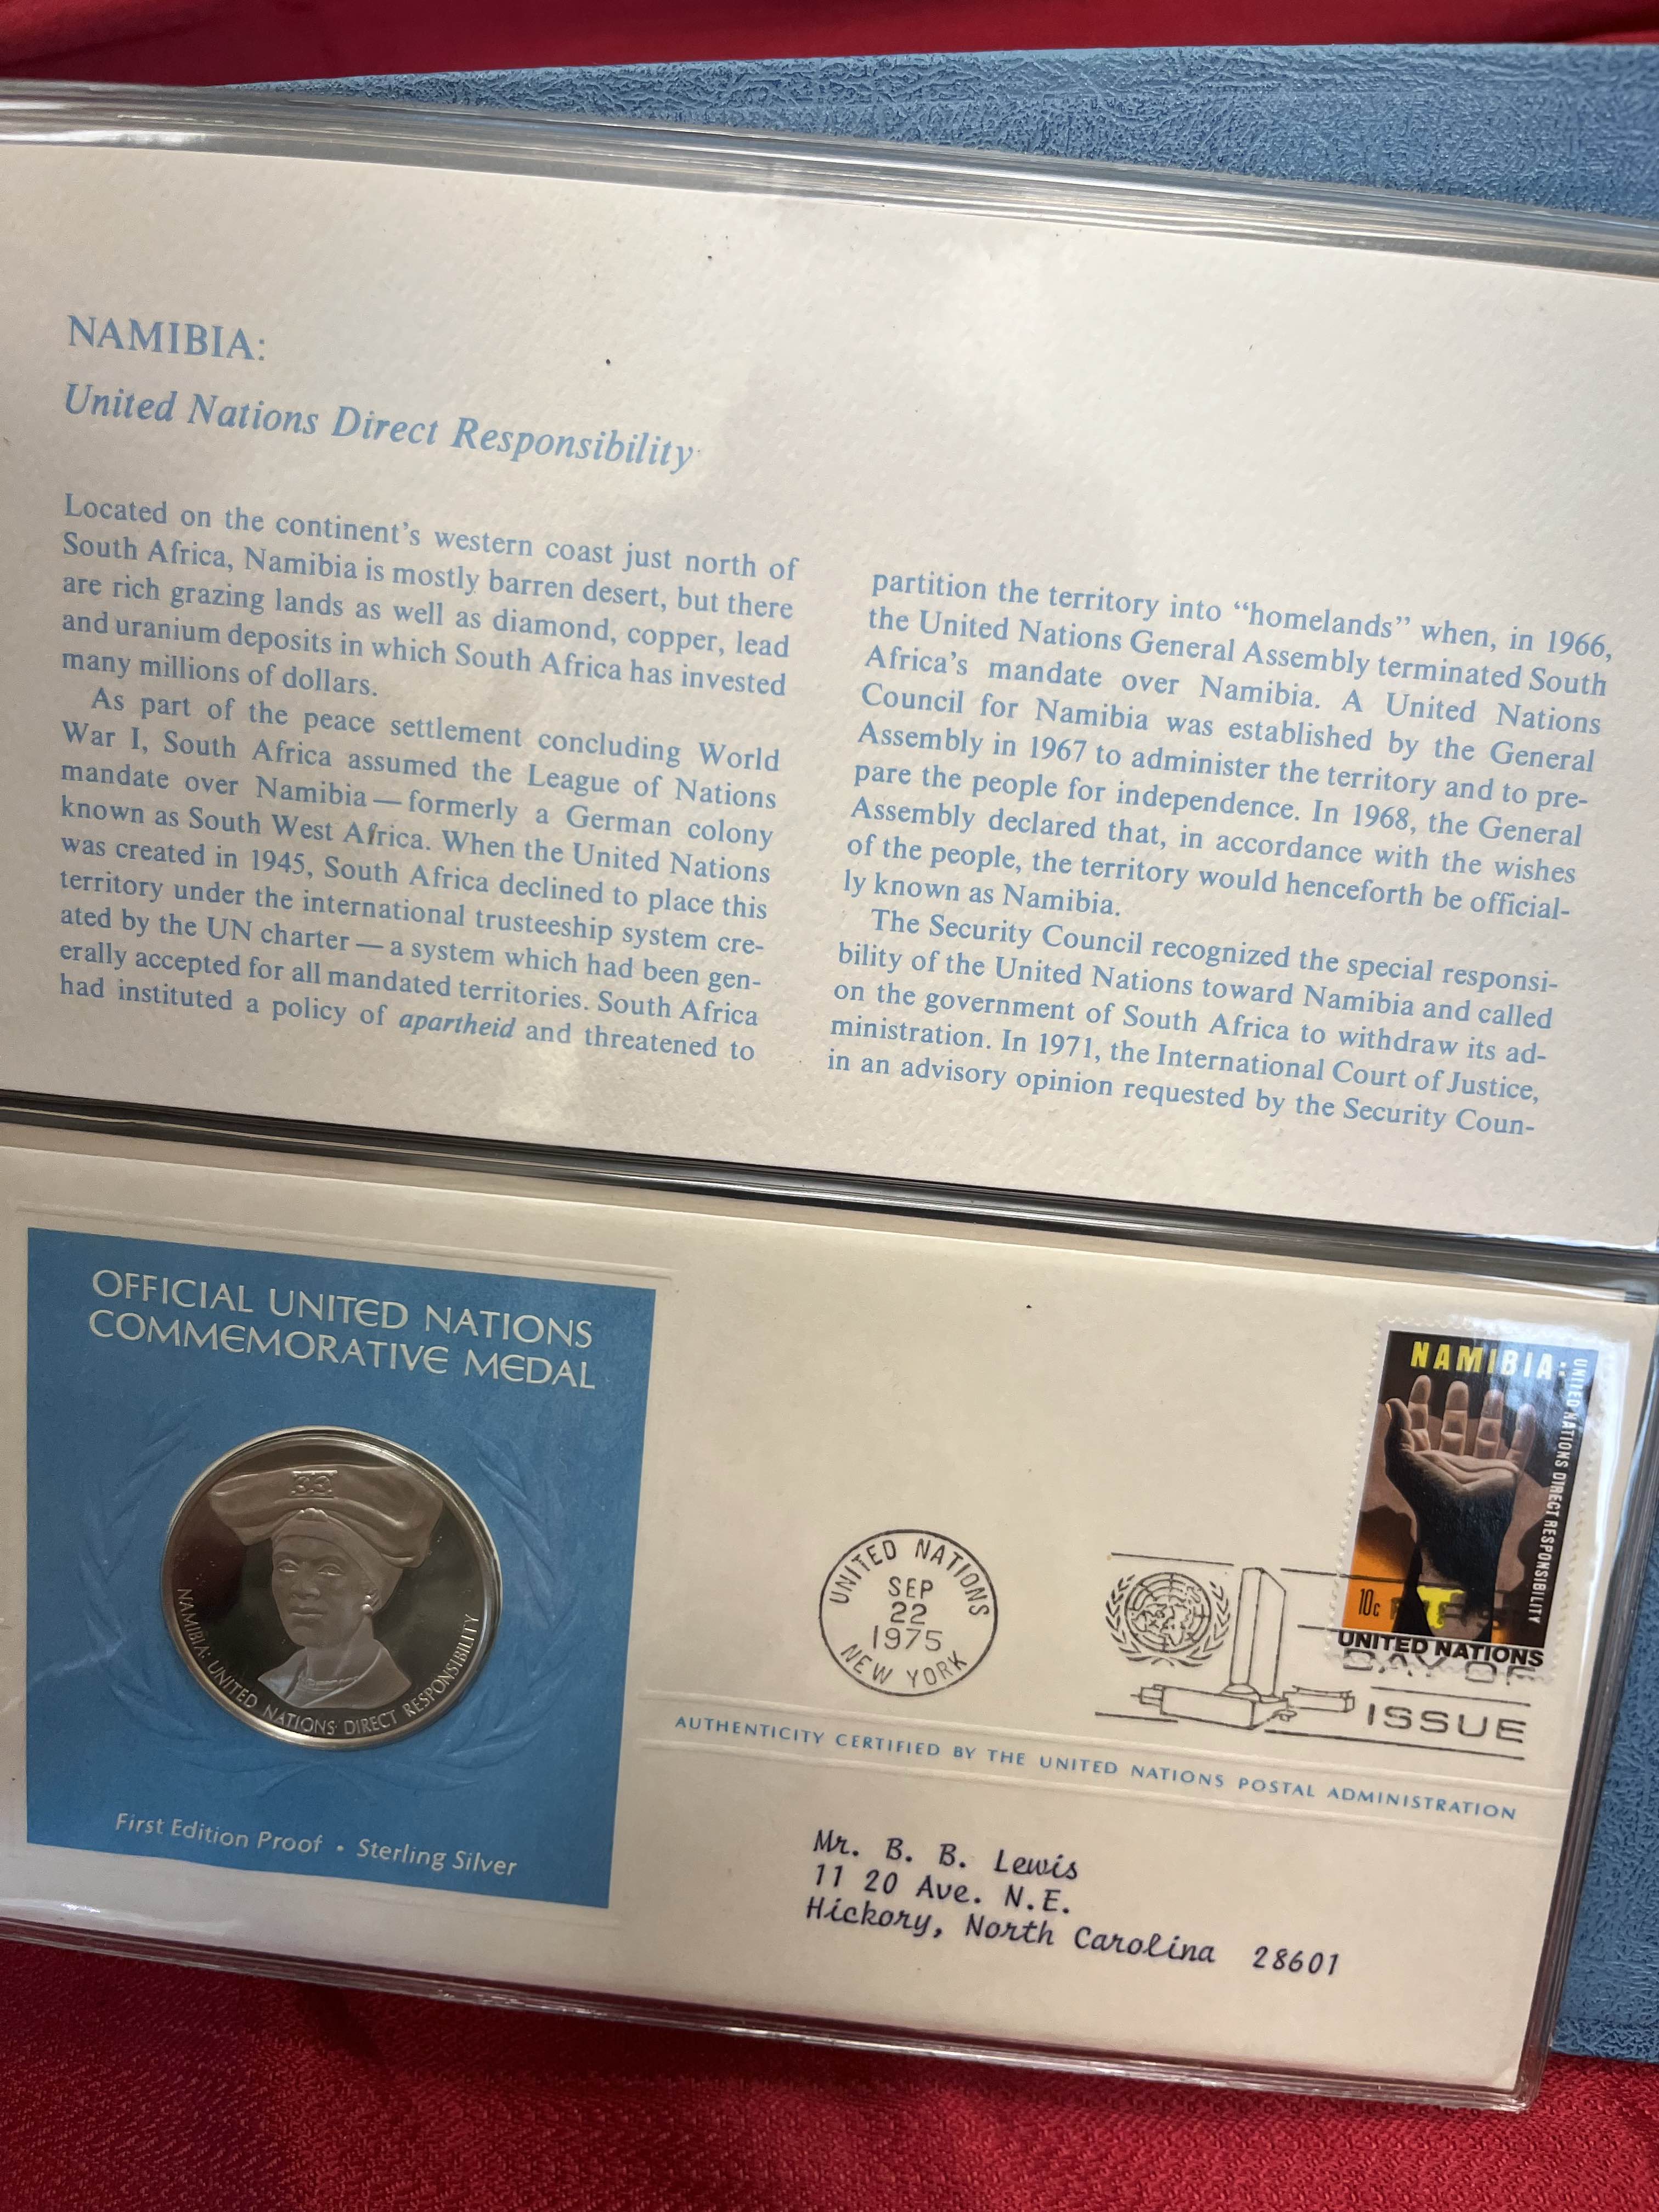 NAMIBIA:
United Nations Direct Responsibility
Located on the continent's western coast just north of
South Africa, Namibia is mostly barren desert, but there
are rich grazing lands as well as diamond, copper, lead
and uranium deposits in which South Africa has invested
many millions of dollars.
As part of the peace settlement concluding World
War I, South Africa assumed the League of Nations
mandate over Namibia — formerly a German colony
known as South West Africa. When the United Nations
was created in 1945, South Africa declined to place this
territory under the international trusteeship system cre-
ated by the UN charter — a system which had been gen-
erally accepted for all mandated territories. South Africa
had instituted a policy of apartheid and threatened to
partition the territory into "homelands" when, in 1966,
the United Nations General Assembly terminated South
Africa's mandate over Namibia. A United Nations
Council for Namibia was established by the General
Assembly in 1967 to administer the territory and to pre-
pare the people for independence. In 1968, the General
Assembly declared that, in accordance with the wishes
of the people, the territory would henceforth be official-
ly known as Namibia.
The Security Council recognized the special responsi-
bility of the United Nations toward Namibia and called
on the government of South Africa to withdraw its ad-
ministration. In 1971, the International Court of Justice,
in an advisory opinion requested by the Security Coun-
OFFICIAL UNITED NATIONS
COMMEMORATIVE MEDAL
NAMIBIA: UNITED NATIONS DIRECT RESPONSIBILITY
First Edition Proof • Sterling Silver
UNITED NATIONS
SEP
22
1975
NEW YORK
NAMIBIA:
UNITED NATIONS DIRECT RESPONSIBILITY
10c
UNITED NATIONS
FIRST
DAY OF
ISSUE
AUTHENTICITY CERTIFIED BY THE UNITED NATIONS POSTAL ADMINISTRATION
Mr. B. B. Lewis
11 20 Ave. N.E.
Hickory, North Carolina 28601